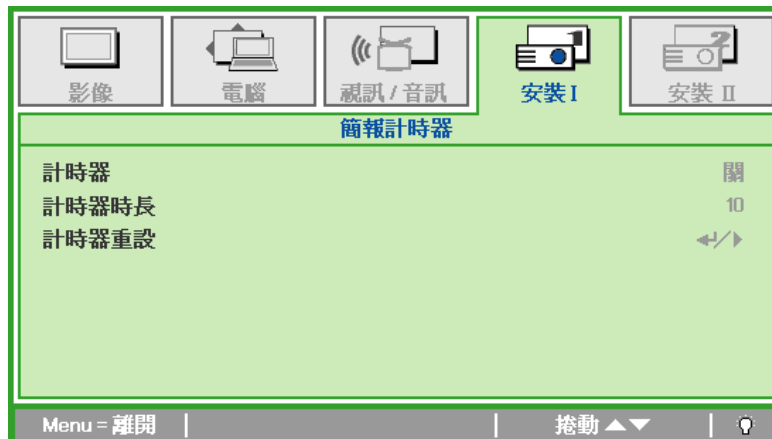 影像
電腦
視訊 / 音訊
安裝 I
安裝 II
簡報計時器
計時器 關
計時器時長 10
計時器重設
Menu = 離開
捲動